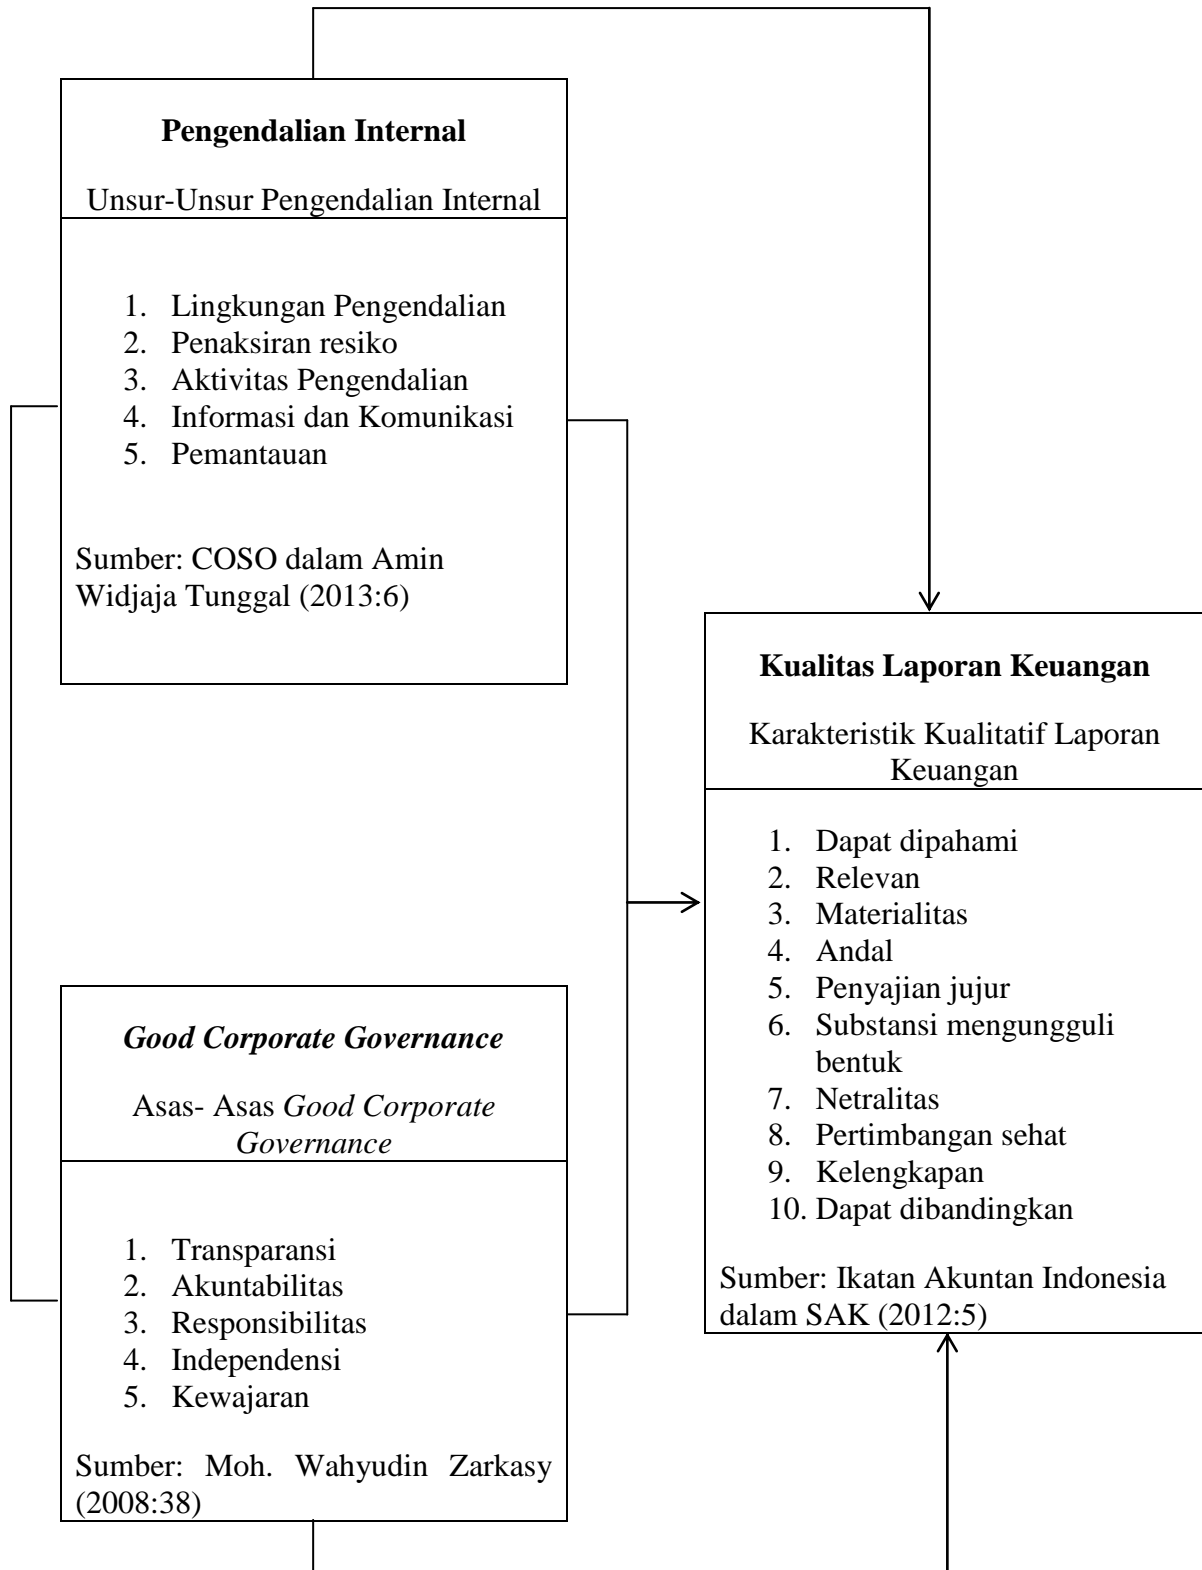 Pengendalian Internal
Unsur-Unsur Pengendalian Internal
1. Lingkungan Pengendalian
2. Penaksiran resiko
3. Aktivitas Pengendalian
4. Informasi dan Komunikasi
5. Pemantauan
Sumber: COSO dalam Amin
Widjaja Tunggal (2013:6)
Good Corporate Governance
Asas- Asas Good Corporate
Governance
1. Transparansi
2. Akuntabilitas
3. Responsibilitas
4. Independensi
5. Kewajaran
Sumber: Moh. Wahyudin Zarkasy
(2008:38)
Kualitas Laporan Keuangan
Karakteristik Kualitatif Laporan
Keuangan
1. Dapat dipahami
2. Relevan
3. Materialitas
4. Andal
5. Penyajian jujur
6. Substansi mengungguli
bentuk
7. Netralitas
8. Pertimbangan sehat
9. Kelengkapan
10. Dapat dibandingkan
Sumber: Ikatan Akuntan Indonesia
dalam SAK (2012:5)